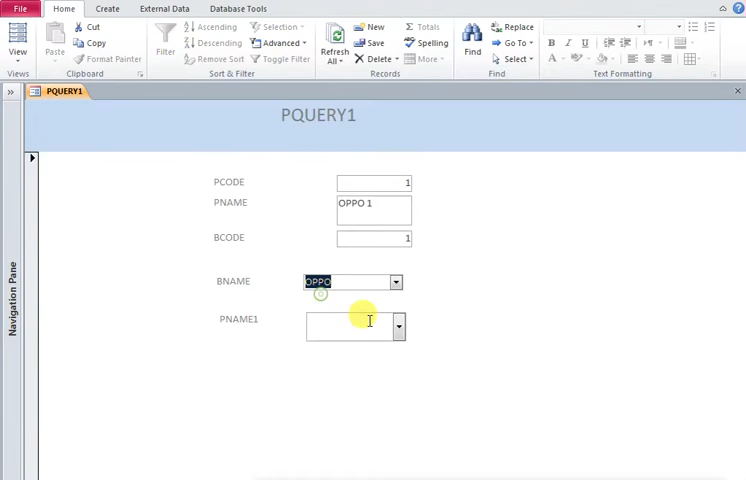 File Home Create External Data Database Tools
View
Views
Paste
Cut
Copy
Format Painter
Clipboard
Filter
Ascending
Descending
Remove Sort
Selection
Advanced
Toggle Filter
Sort & Filter
Refresh
All
New
Save
Delete
Totals
Spelling
More
Records
Find
Replace
Go To
Select
Find
B I U
A
Text Formatting
PQUERY1
PQUERY1
PCODE 1
PNAME OPPO 1
BCODE 1
BNAME OPPO
PNAME1
Navigation Pane